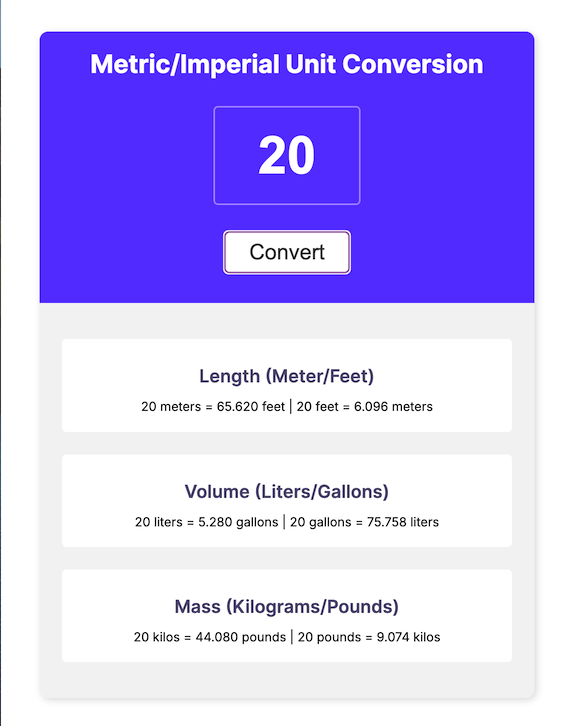 Metric/Imperial Unit Conversion
20
Convert
Length (Meter/Feet)
20 meters = 65.620 feet | 20 feet = 6.096 meters
Volume (Liters/Gallons)
20 liters = 5.280 gallons | 20 gallons = 75.758 liters
Mass (Kilograms/Pounds)
20 kilos = 44.080 pounds | 20 pounds = 9.074 kilos